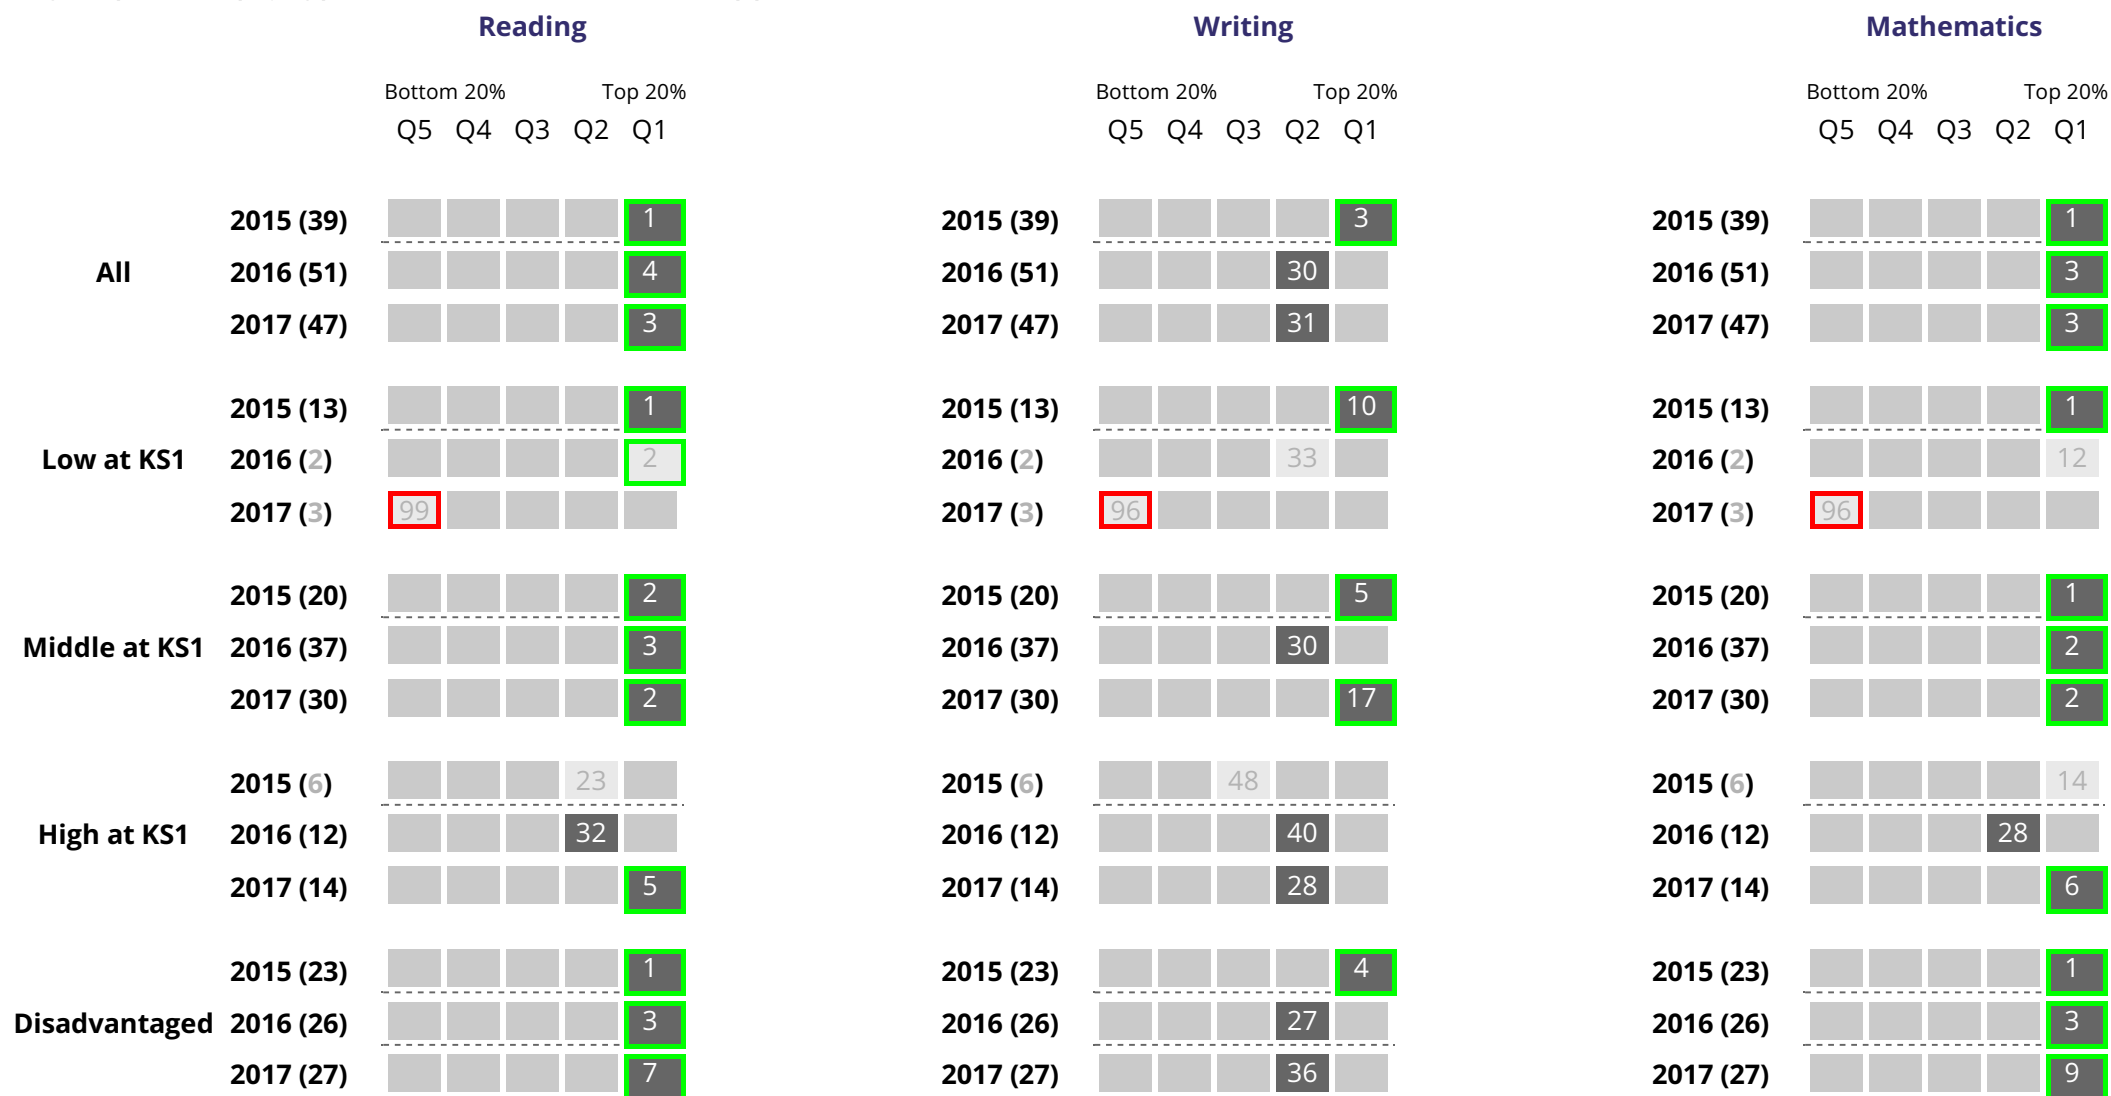 Reading Writing Mathematics
Bottom 20% Top 20% Bottom 20% Top 20% Bottom 20% Top 20%
Q5 Q4 Q3 Q2 Q1 Q5 Q4 Q3 Q2 Q1 Q5 Q4 Q3 Q2 Q1
2015 (39) 1 2015 (39) 3 2015 (39) 1
All 2016 (51) 4 2016 (51) 30 2016 (51) 3
2017 (47) 3 2017 (47) 31 2017 (47) 3
2015 (13) 1 2015 (13) 10 2015 (13) 1
Low at KS1 2016 (2) 2 2016 (2) 33 2016 (2) 12
2017 (3) 99 2017 (3) 96 2017 (3) 96
2015 (20) 2 2015 (20) 5 2015 (20) 1
Middle at KS1 2016 (37) 3 2016 (37) 30 2016 (37) 2
2017 (30) 2 2017 (30) 17 2017 (30) 2
2015 (6) 23 2015 (6) 48 2015 (6) 14
High at KS1 2016 (12) 32 2016 (12) 40 2016 (12) 28
2017 (14) 5 2017 (14) 28 2017 (14) 6
2015 (23) 1 2015 (23) 4 2015 (23) 1
Disadvantaged 2016 (26) 3 2016 (26) 27 2016 (26) 3
2017 (27) 7 2017 (27) 36 2017 (27) 9